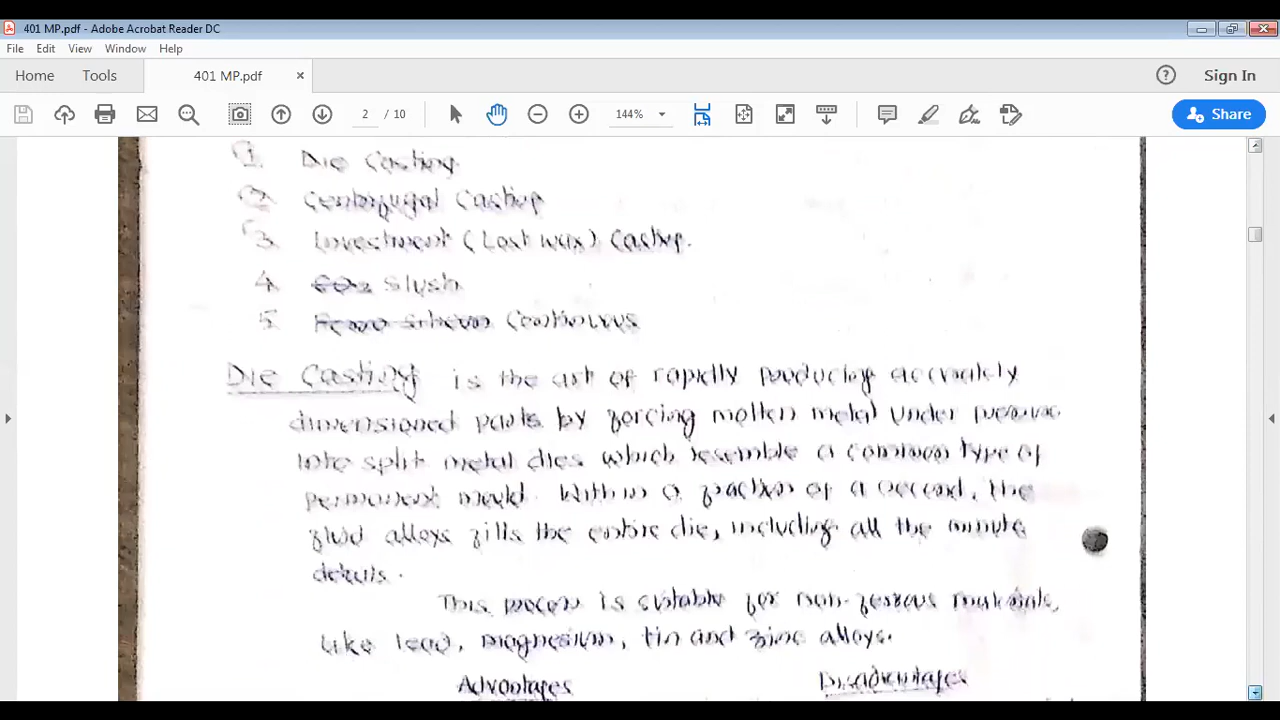 401 MP.pdf - Adobe Acrobat Reader DC
File Edit View Window Help
Home Tools 401 MP.pdf × Sign In
2 / 10 144% Share
1 Die Casting
2 Centrifugal Casting
3 Investment (Lost wax) Casting.
4 CO2 Slush
5 Continuous
Die Casting is the art of rapidly producing accurately
dimensioned parts by forcing molten metal under pressure
into split metal dies which resemble a common type of
permanent mould. Within a fraction of a second, the
fluid alloys fills the entire die, including all the minute
details.
This process is suitable for non-ferrous materials,
like lead, magnesium, tin and zinc alloys.
Advantages Disadvantages